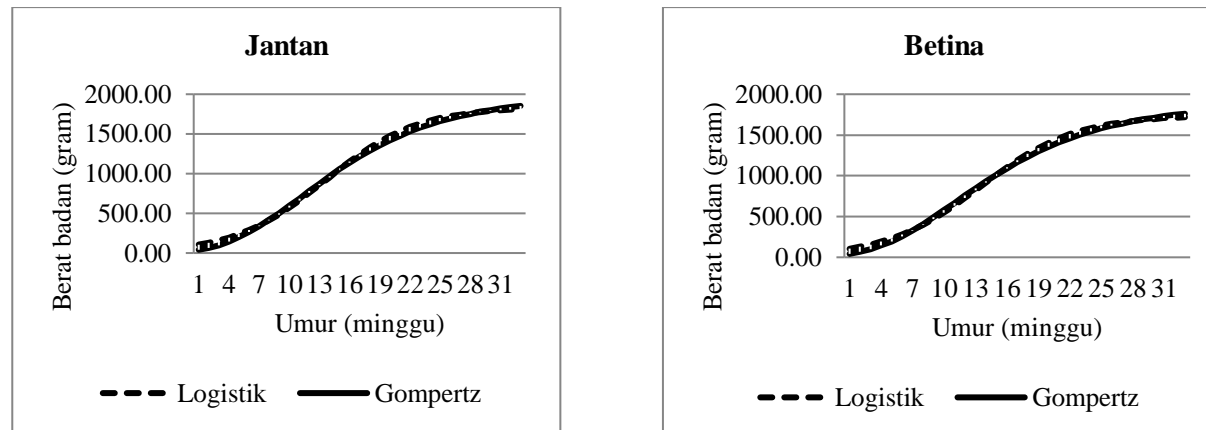 Jantan
Berat badan (gram)
2000.00
1500.00
1000.00
500.00
0.00
1 4 7 10 13 16 19 22 25 28 31
Umur (minggu)
Logistik Gompertz
Betina
Berat badan (gram)
2000.00
1500.00
1000.00
500.00
0.00
1 4 7 10 13 16 19 22 25 28 31
Umur (minggu)
Logistik Gompertz